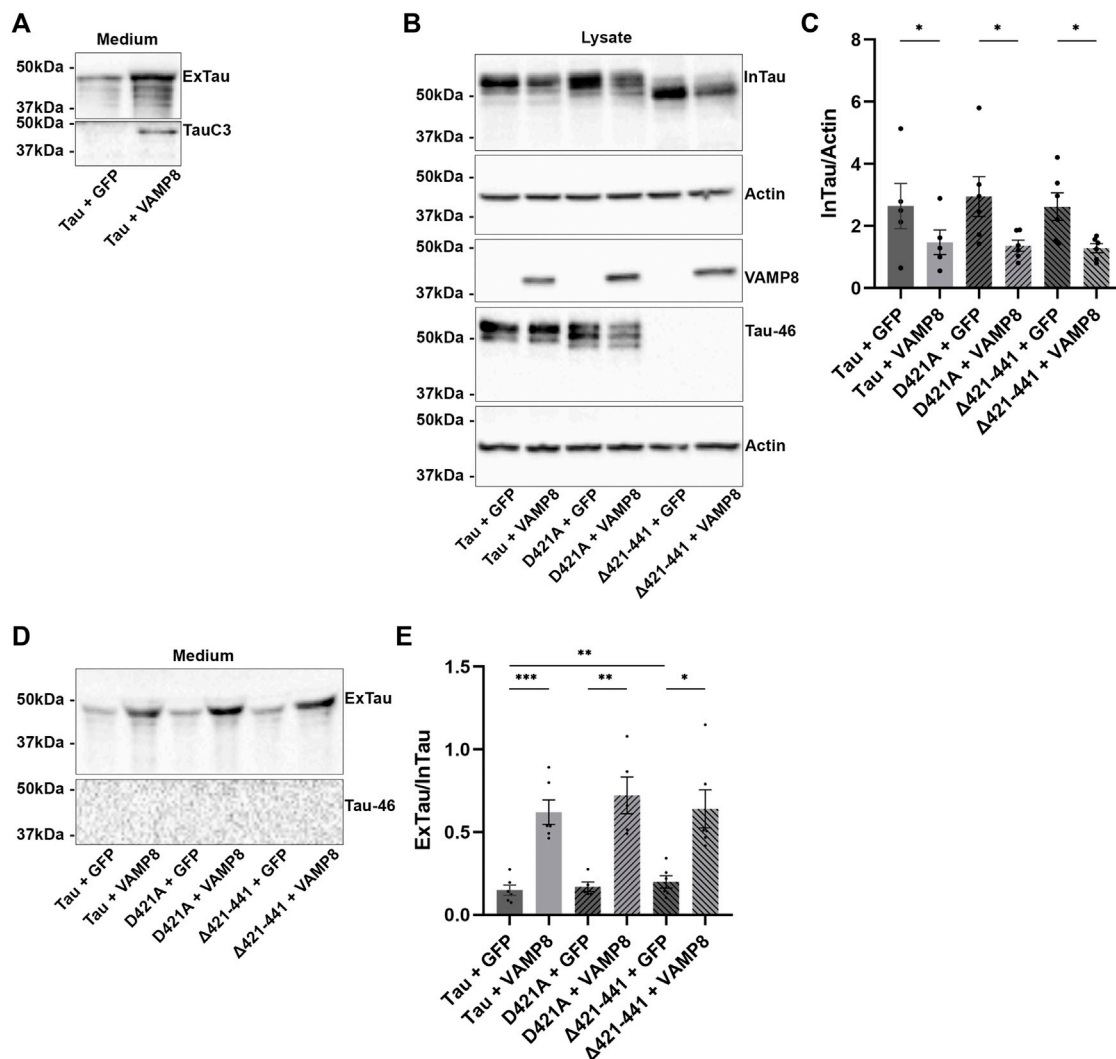 A
Medium
50kDa -
ExTau
37kDa -
50kDa -
TauC3
37kDa -
Tau + GFP
Tau + VAMP8
B
Lysate
InTau
50kDa -
37kDa -
50kDa -
Actin
37kDa -
50kDa -
VAMP8
37kDa -
Tau-46
50kDa -
37kDa -
50kDa -
Actin
37kDa -
Tau + GFP
Tau + VAMP8
D421A + GFP
D421A + VAMP8
Δ421-441 + GFP
Δ421-441 + VAMP8
C
* * *
InTau/Actin
8
6
4
2
0
Tau + GFP
Tau + VAMP8
D421A + GFP
D421A + VAMP8
Δ421-441 + GFP
Δ421-441 + VAMP8
D
Medium
50kDa -
ExTau
37kDa -
50kDa -
Tau-46
37kDa -
Tau + GFP
Tau + VAMP8
D421A + GFP
D421A + VAMP8
Δ421-441 + GFP
Δ421-441 + VAMP8
E
**
*** ** *
ExTau/InTau
1.5
1.0
0.5
0.0
Tau + GFP
Tau + VAMP8
D421A + GFP
D421A + VAMP8
Δ421-441 + GFP
Δ421-441 + VAMP8